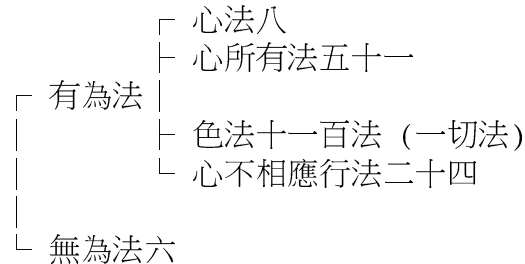 心法八
心所有法五十一
有為法
色法十一百法 (一切法)
心不相應行法二十四
無為法六